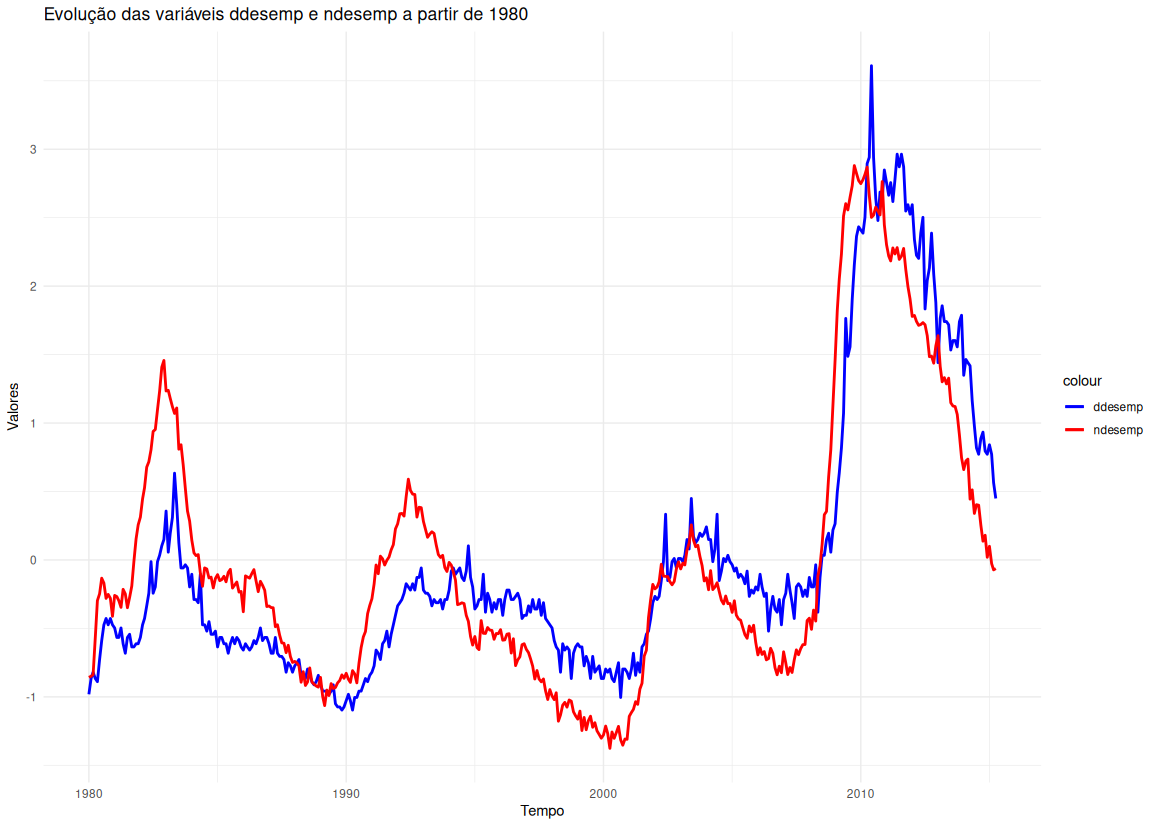 Evolução das variáveis ddesemp e ndesemp a partir de 1980
3
2
1
0
-1
Valores
1980 1990 2000 2010
Tempo
colour
ddesemp
ndesemp